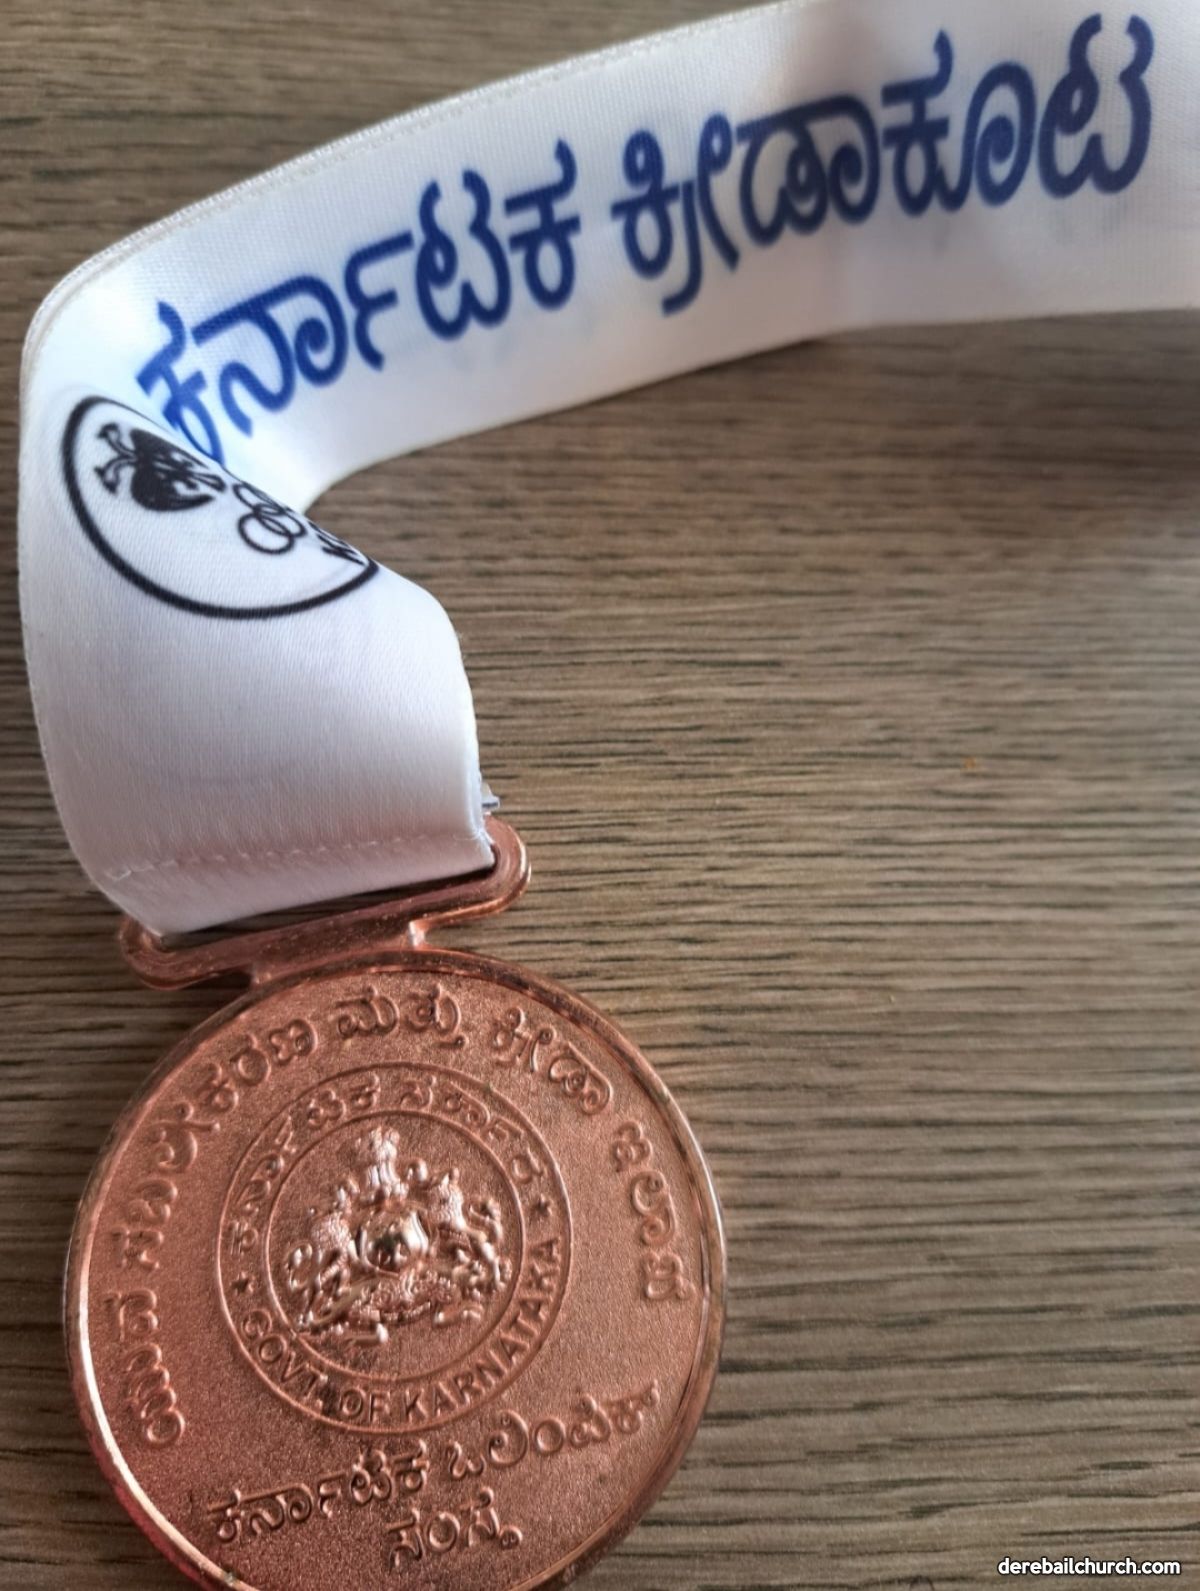 ಕರ್ನಾಟಕ ಕ್ರೀಡಾಕೂಟ
ಯುವ ಸಬಲೀಕರಣ ಮತ್ತು ಕ್ರೀಡಾ ಇಲಾಖೆ
ಕರ್ನಾಟಕ ಸರ್ಕಾರ
GOVT. OF KARNATAKA
ಕರ್ನಾಟಕ ಒಲಿಂಪಿಕ್
ಸಂಸ್ಥೆ
derebailchurch.com